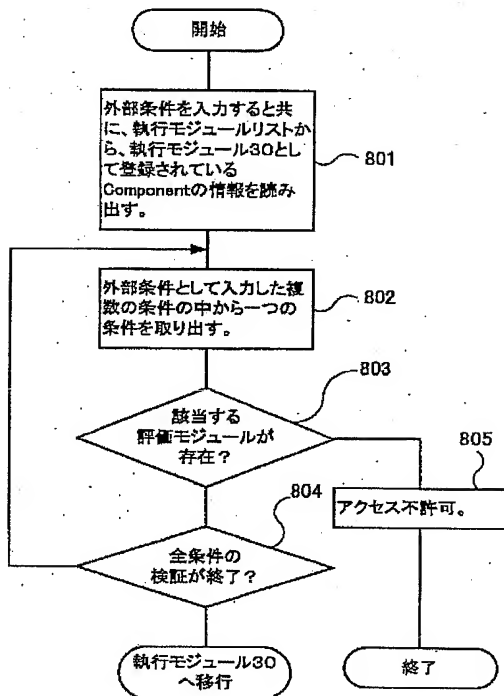 開始
外部条件を入力すると共に、執行モジュールリストか
ら、執行モジュール30とし
て登録されている
Componentの情報を読み
出す。
801
外部条件として入力した複
数の条件の中から一つの
条件を取り出す。
802
803
該当する
評価モジュールが
存在？
805
アクセス不許可。
804
全条件の
検証が終了？
執行モジュール30
へ移行
終了